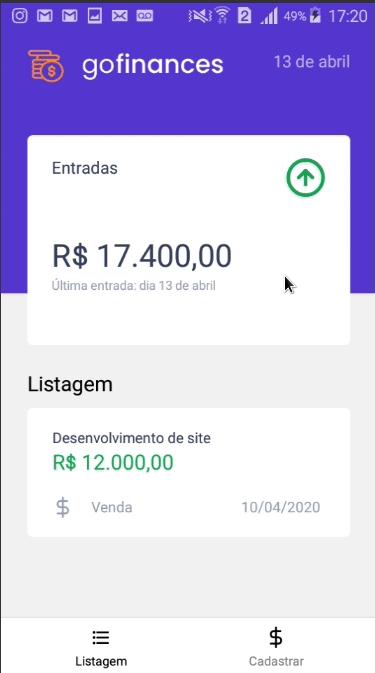 2 49% 17:20
gofinances 13 de abril
Entradas
R$ 17.400,00
Última entrada: dia 13 de abril
Listagem
Desenvolvimento de site
R$ 12.000,00
Venda 10/04/2020
Listagem Cadastrar